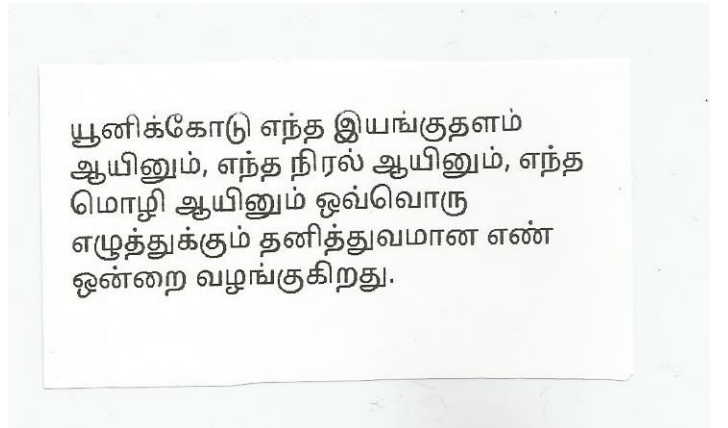 யூனிக்கோடு எந்த இயங்குதளம்
ஆயினும், எந்த நிரல் ஆயினும், எந்த
மொழி ஆயினும் ஒவ்வொரு
எழுத்துக்கும் தனித்துவமான எண்
ஒன்றை வழங்குகிறது.